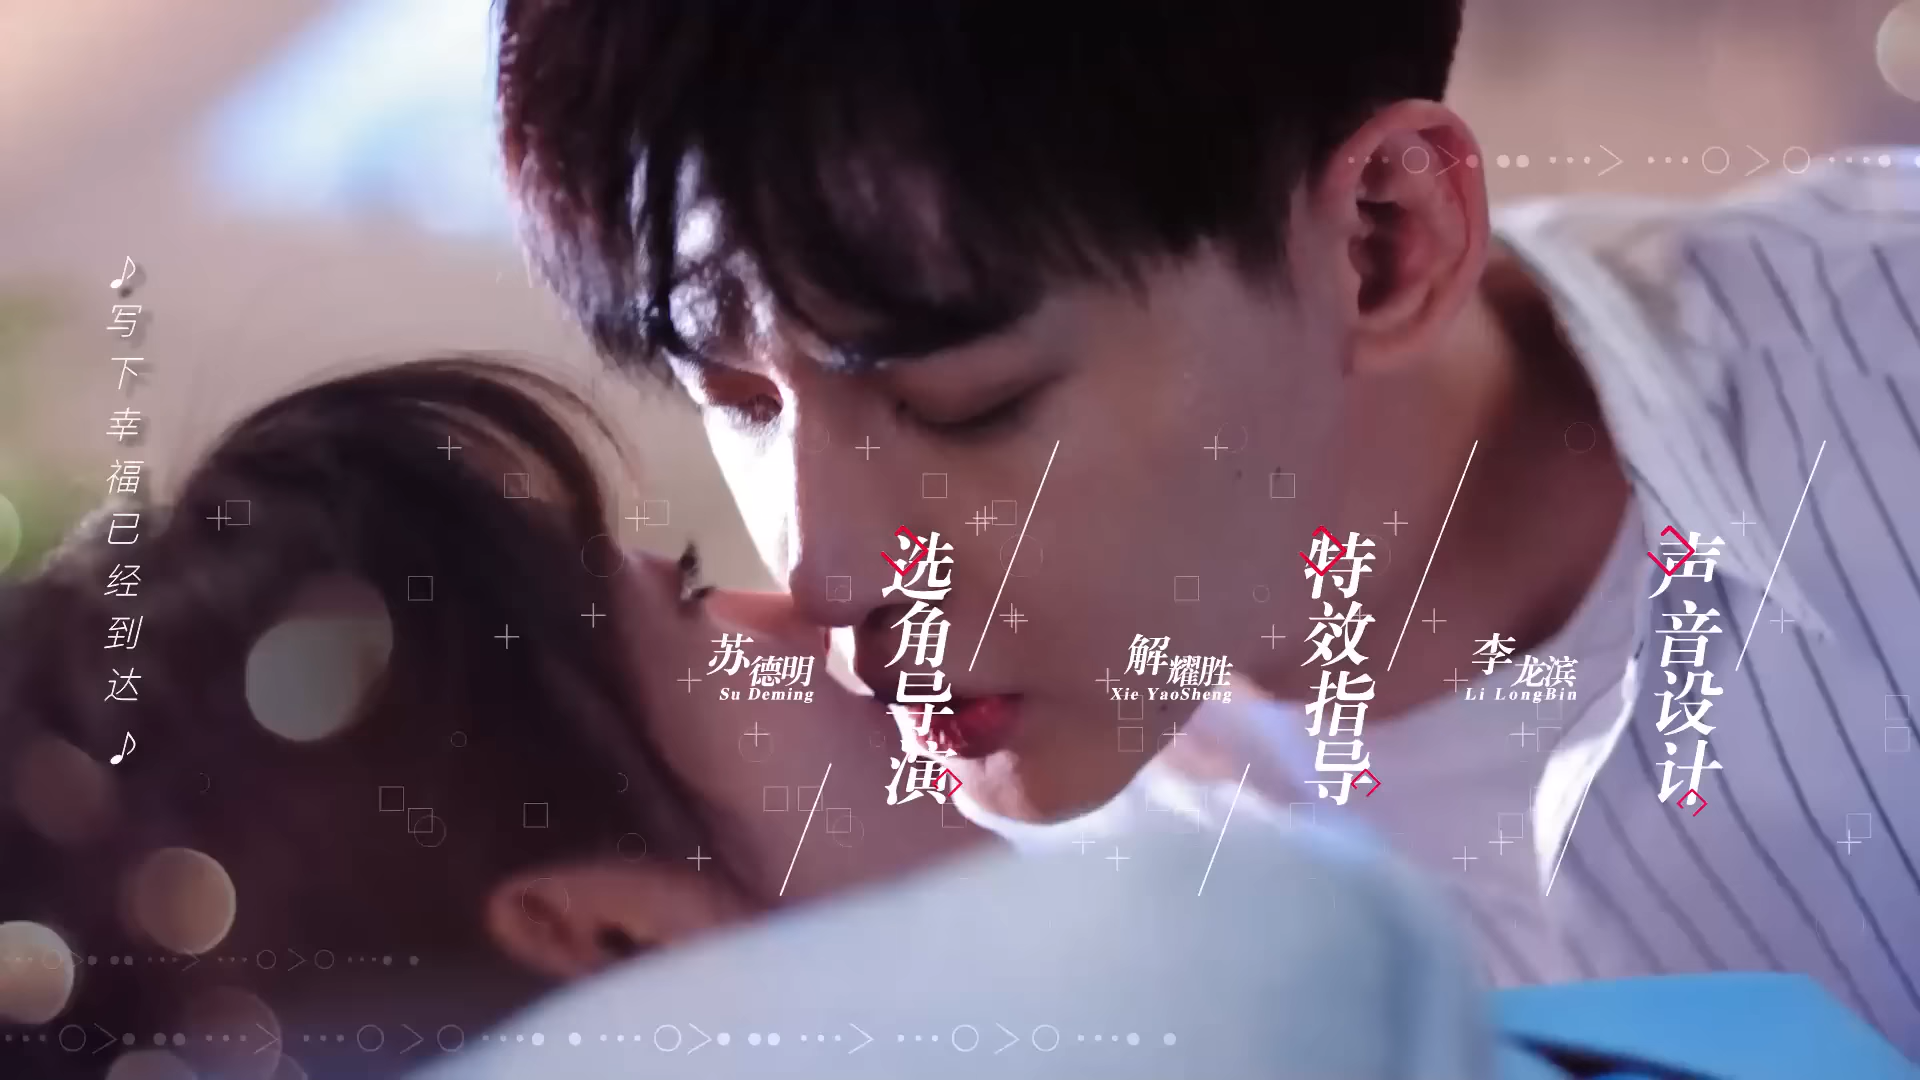 ♪写下幸福已经到达♪
选角导演
苏德明
Su Deming
特效指导
解耀胜
Xie YaoSheng
声音设计
李龙滨
Li LongBin